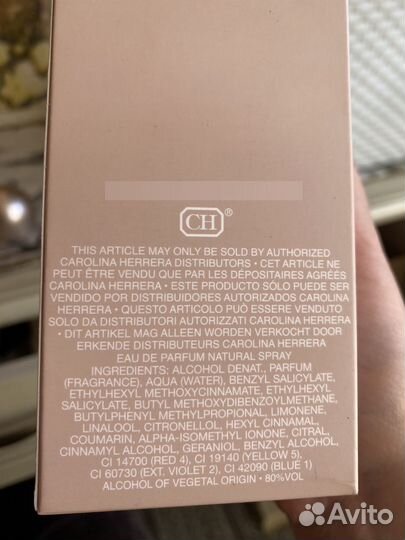 CH®
THIS ARTICLE MAY ONLY BE SOLD BY AUTHORIZED
CAROLINA HERRERA DISTRIBUTORS • CET ARTICLE NE
PEUT ÊTRE VENDU QUE PAR LES DÉPOSITAIRES AGRÉES
CAROLINA HERRERA • ESTE PRODUCTO SÓLO PUEDE SER
VENDIDO POR DISTRIBUIDORES AUTORIZADOS CAROLINA
HERRERA • QUESTO ARTICOLO PUÒ ESSERE VENDUTO
SOLO DA DISTRIBUTORI AUTORIZZATI CAROLINA HERRERA
• DIT ARTIKEL MAG ALLEEN WORDEN VERKOCHT DOOR
ERKENDE DISTRIBUTEURS CAROLINA HERRERA
EAU DE PARFUM NATURAL SPRAY
INGREDIENTS: ALCOHOL DENAT., PARFUM
(FRAGRANCE), AQUA (WATER), BENZYL SALICYLATE,
ETHYLHEXYL METHOXYCINNAMATE, ETHYLHEXYL
SALICYLATE, BUTYL METHOXYDIBENZOYLMETHANE,
BUTYLPHENYL METHYLPROPIONAL, LIMONENE,
LINALOOL, CITRONELLOL, HEXYL CINNAMAL,
COUMARIN, ALPHA-ISOMETHYL IONONE, CITRAL,
CINNAMYL ALCOHOL, GERANIOL, BENZYL ALCOHOL,
CI 14700 (RED 4), CI 19140 (YELLOW 5),
CI 60730 (EXT. VIOLET 2), CI 42090 (BLUE 1)
ALCOHOL OF VEGETAL ORIGIN • 80%VOL
Avito